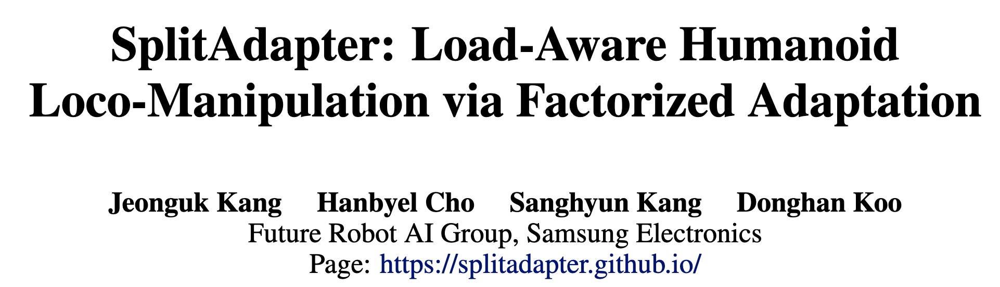 SplitAdapter: Load-Aware Humanoid
Loco-Manipulation via Factorized Adaptation
Jeonguk Kang Hanbyel Cho Sanghyun Kang Donghan Koo
Future Robot AI Group, Samsung Electronics
Page: https://splitadapter.github.io/